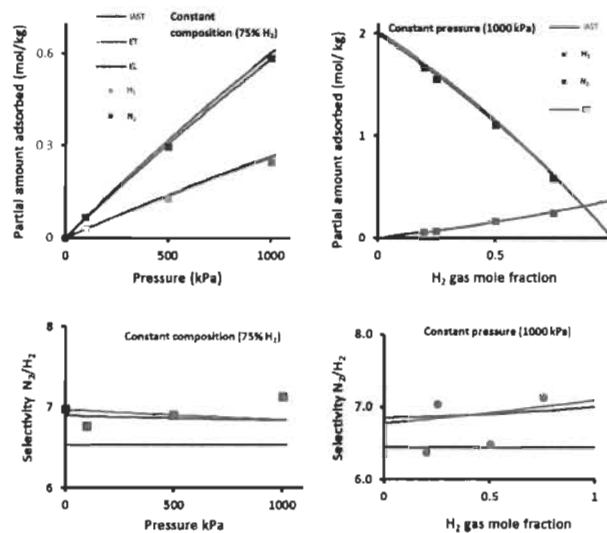 IAST
Constant
composition (75% H₂)
ET
EL
H₂
N₂
Partial amount adsorbed (mol/kg)
0.6
0.3
0
0
500
1000
Pressure (kPa)
Constant pressure (1000 kPa)
IAST
H₂
N₂
ET
Partial amount adsorbed (mol/kg)
2
1
0
0
0.5
1
H₂ gas mole fraction
Constant composition (75% H₂)
Selectivity N₂/H₂
8
7
6
0
500
1000
Pressure kPa
Constant pressure (1000 kPa)
Selectivity N₂/H₂
8.0
7.0
6.0
0
0.5
1
H₂ gas mole fraction